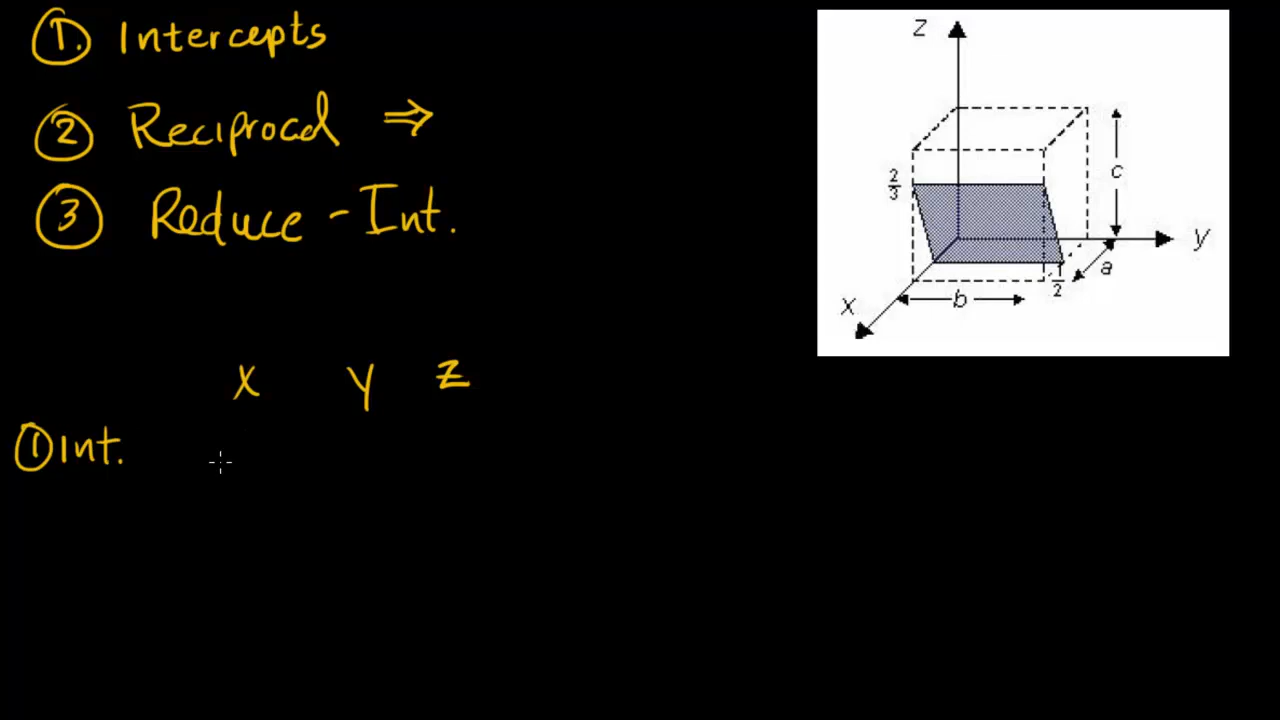 1. Intercepts
2 Reciprocal ⇒
3 Reduce - Int.
x y z
1 Int.
z
2/3
c
y
a
1/2
b
x